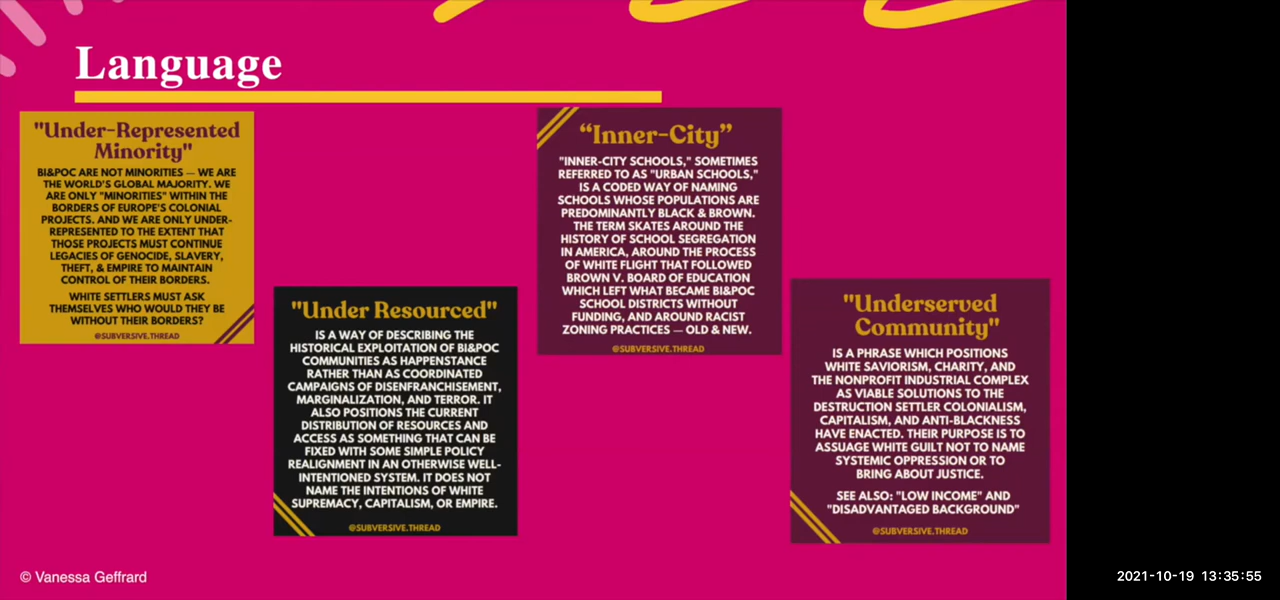 Language
"Under-Represented
Minority"
BI&POC ARE NOT MINORITIES — WE ARE
THE WORLD'S GLOBAL MAJORITY. WE
ARE ONLY "MINORITIES" WITHIN THE
BORDERS OF EUROPE'S COLONIAL
PROJECTS. AND WE ARE ONLY UNDER-
REPRESENTED TO THE EXTENT THAT
THOSE PROJECTS MUST CONTINUE
LEGACIES OF GENOCIDE, SLAVERY,
THEFT, & EMPIRE TO MAINTAIN
CONTROL OF THEIR BORDERS.
WHITE SETTLERS MUST ASK
THEMSELVES WHO WOULD THEY BE
WITHOUT THEIR BORDERS?
@SUBVERSIVE.THREAD
"Under Resourced"
IS A WAY OF DESCRIBING THE
HISTORICAL EXPLOITATION OF BI&POC
COMMUNITIES AS HAPPENSTANCE
RATHER THAN AS COORDINATED
CAMPAIGNS OF DISENFRANCHISEMENT,
MARGINALIZATION, AND TERROR. IT
ALSO POSITIONS THE CURRENT
DISTRIBUTION OF RESOURCES AND
ACCESS AS SOMETHING THAT CAN BE
FIXED WITH SOME SIMPLE POLICY
REALIGNMENT IN AN OTHERWISE WELL-
INTENTIONED SYSTEM. IT DOES NOT
NAME THE INTENTIONS OF WHITE
SUPREMACY, CAPITALISM, OR EMPIRE.
@SUBVERSIVE.THREAD
“Inner-City”
"INNER-CITY SCHOOLS," SOMETIMES
REFERRED TO AS "URBAN SCHOOLS,"
IS A CODED WAY OF NAMING
SCHOOLS WHOSE POPULATIONS ARE
PREDOMINANTLY BLACK & BROWN.
THE TERM SKATES AROUND THE
HISTORY OF SCHOOL SEGREGATION
IN AMERICA, AROUND THE PROCESS
OF WHITE FLIGHT THAT FOLLOWED
BROWN V. BOARD OF EDUCATION
WHICH LEFT WHAT BECAME BI&POC
SCHOOL DISTRICTS WITHOUT
FUNDING, AND AROUND RACIST
ZONING PRACTICES — OLD & NEW.
@SUBVERSIVE.THREAD
"Underserved
Community"
IS A PHRASE WHICH POSITIONS
WHITE SAVIORISM, CHARITY, AND
THE NONPROFIT INDUSTRIAL COMPLEX
AS VIABLE SOLUTIONS TO THE
DESTRUCTION SETTLER COLONIALISM,
CAPITALISM, AND ANTI-BLACKNESS
HAVE ENACTED. THEIR PURPOSE IS TO
ASSUAGE WHITE GUILT NOT TO NAME
SYSTEMIC OPPRESSION OR TO
BRING ABOUT JUSTICE.
SEE ALSO: "LOW INCOME" AND
"DISADVANTAGED BACKGROUND"
@SUBVERSIVE.THREAD
© Vanessa Geffrard
2021-10-19 13:35:55